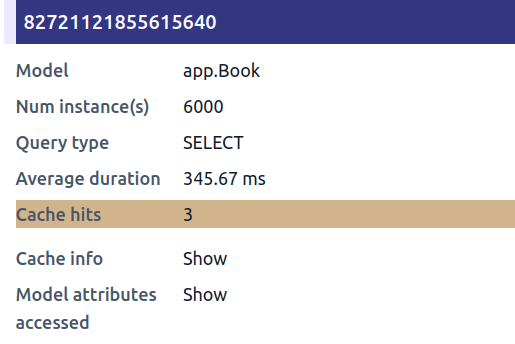 82721121855615640
Model app.Book
Num instance(s) 6000
Query type SELECT
Average duration 345.67 ms
Cache hits 3
Cache info Show
Model attributes Show
accessed